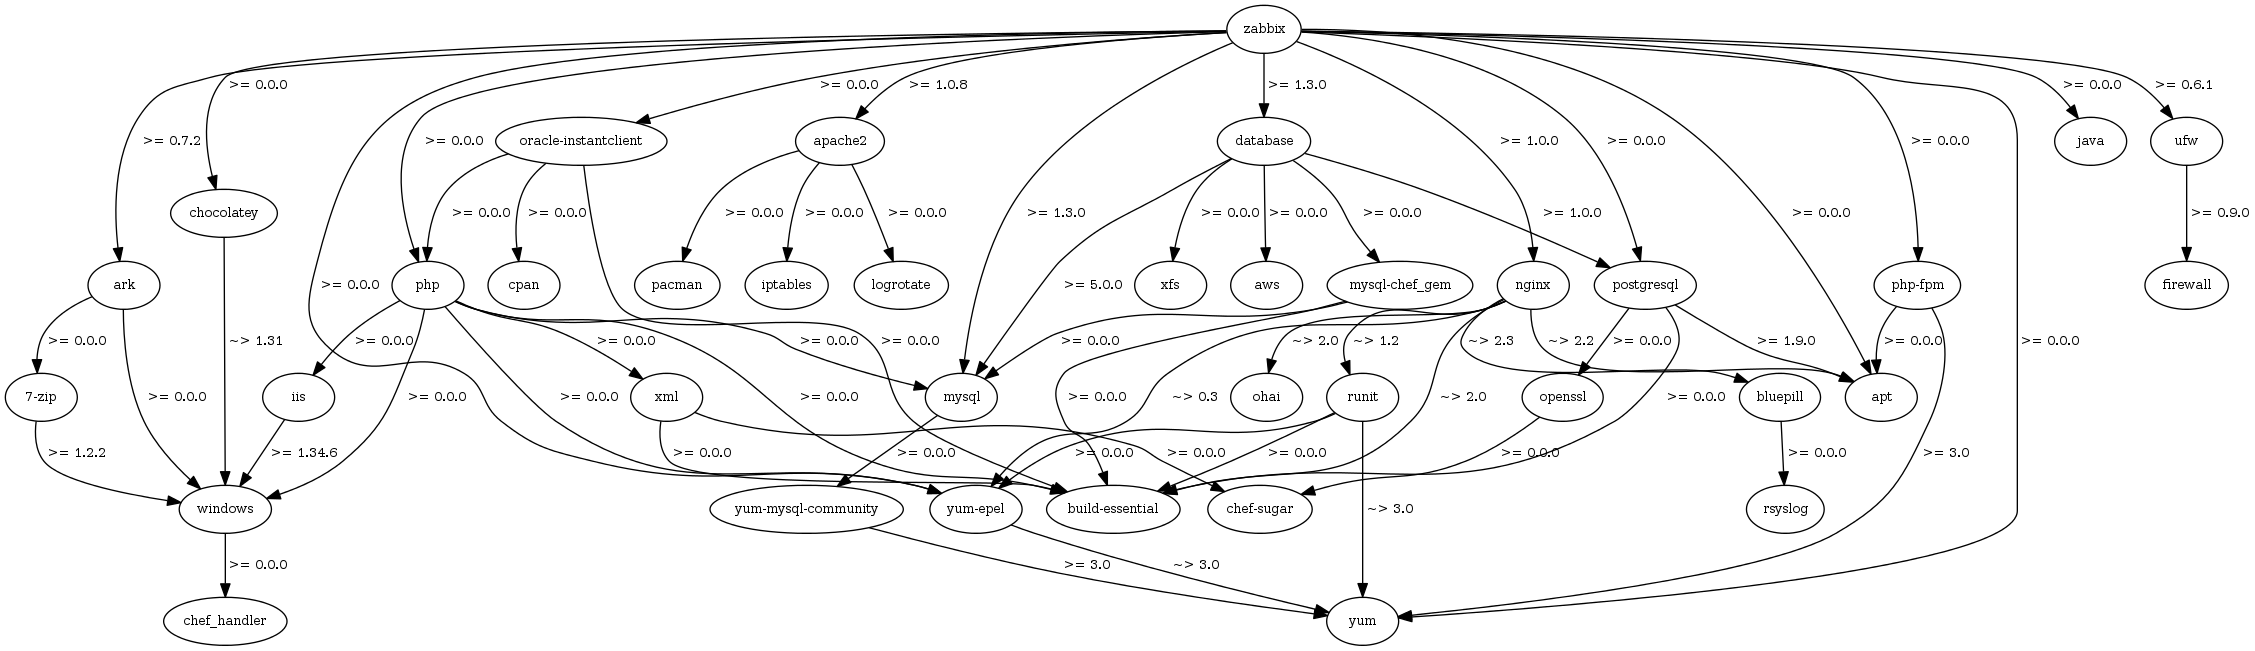 zabbix
>= 0.0.0
>= 0.0.0
>= 1.0.8
>= 1.3.0
>= 0.0.0
>= 0.6.1
>= 0.7.2
>= 0.0.0
oracle-instantclient
apache2
database
>= 1.0.0
>= 0.0.0
>= 0.0.0
java
ufw
chocolatey
>= 0.0.0
>= 0.0.0
>= 0.0.0
>= 0.0.0
>= 0.0.0
>= 1.3.0
>= 0.0.0
>= 0.0.0
>= 0.0.0
>= 1.0.0
>= 0.0.0
>= 0.9.0
ark
>= 0.0.0
php
cpan
pacman
iptables
logrotate
>= 5.0.0
xfs
aws
mysql-chef_gem
nginx
postgresql
php-fpm
firewall
>= 0.0.0
~> 1.31
>= 0.0.0
>= 0.0.0
>= 0.0.0
>= 0.0.0
>= 0.0.0
~> 2.0
~> 1.2
~> 2.3
~> 2.2
>= 0.0.0
>= 1.9.0
>= 0.0.0
>= 0.0.0
7-zip
>= 0.0.0
iis
>= 0.0.0
>= 0.0.0
xml
>= 0.0.0
mysql
>= 0.0.0
~> 0.3
ohai
runit
~> 2.0
openssl
>= 0.0.0
bluepill
apt
>= 1.2.2
>= 1.34.6
>= 0.0.0
>= 0.0.0
>= 0.0.0
>= 0.0.0
>= 0.0.0
>= 0.0.0
>= 0.0.0
>= 3.0
windows
yum-mysql-community
yum-epel
build-essential
chef-sugar
~> 3.0
rsyslog
>= 0.0.0
>= 3.0
~> 3.0
chef_handler
yum